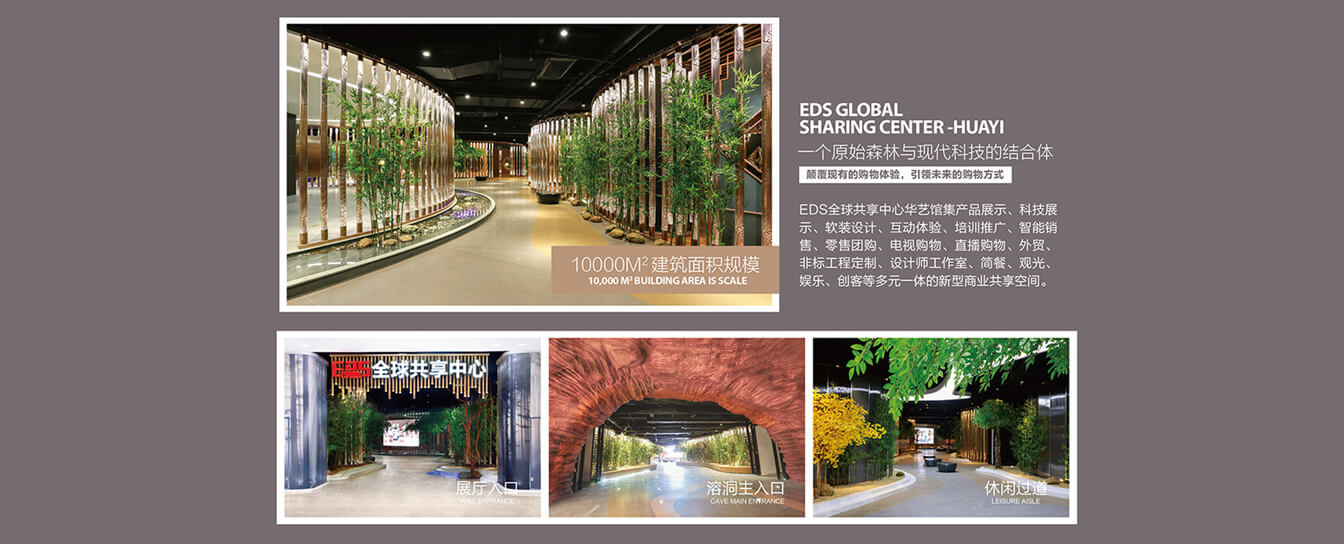 EDS GLOBAL
SHARING CENTER -HUAYI
一个原始森林与现代科技的结合体
颠覆现有的购物体验，引领未来的购物方式
EDS全球共享中心华艺馆集产品展示、科技展
示、软装设计、互动体验、培训推广、智能销
售、零售团购、电视购物、直播购物、外贸、
非标工程定制、设计师工作室、简餐、观光、
娱乐、创客等多元一体的新型商业共享空间。
10000M² 建筑面积规模
10,000 M² BUILDING AREA IS SCALE
EDS全球共享中心
展厅入口
HALL ENTRANCE
溶洞主入口
CAVE MAIN ENTRANCE
休闲过道
LEISURE AISLE